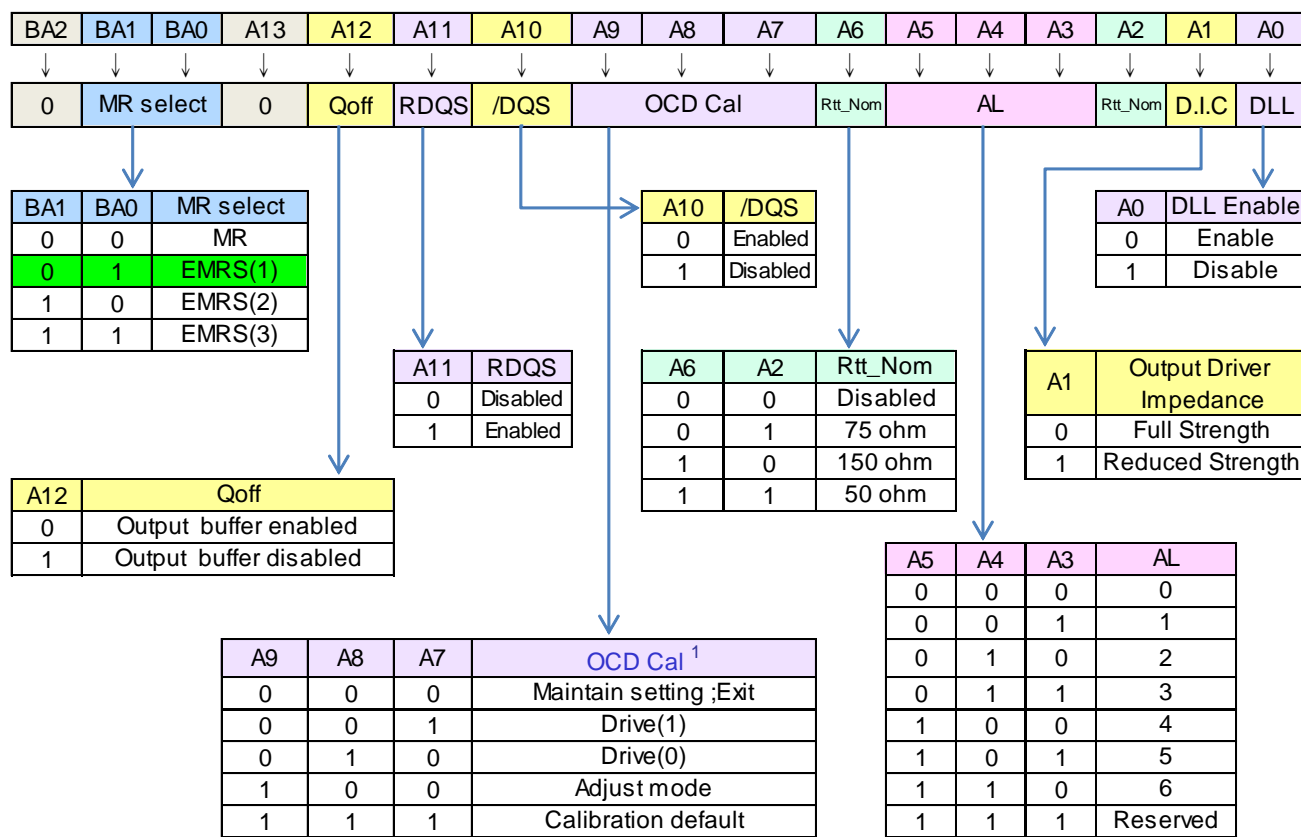 BA2 BA1 BA0 A13 A12 A11 A10 A9 A8 A7 A6 A5 A4 A3 A2 A1 A0
0 MR select 0 Qoff RDQS /DQS OCD Cal Rtt_Nom AL Rtt_Nom D.I.C DLL
BA1 BA0 MR select
0 0 MR
0 1 EMRS(1)
1 0 EMRS(2)
1 1 EMRS(3)
A10 /DQS
0 Enabled
1 Disabled
A0 DLL Enable
0 Enable
1 Disable
A11 RDQS
0 Disabled
1 Enabled
A6 A2 Rtt_Nom
0 0 Disabled
0 1 75 ohm
1 0 150 ohm
1 1 50 ohm
A1 Output Driver
Impedance
0 Full Strength
1 Reduced Strength
A12 Qoff
0 Output buffer enabled
1 Output buffer disabled
A5 A4 A3 AL
0 0 0 0
0 0 1 1
0 1 0 2
0 1 1 3
1 0 0 4
1 0 1 5
1 1 0 6
1 1 1 Reserved
A9 A8 A7 OCD Cal 1
0 0 0 Maintain setting ;Exit
0 0 1 Drive(1)
0 1 0 Drive(0)
1 0 0 Adjust mode
1 1 1 Calibration default